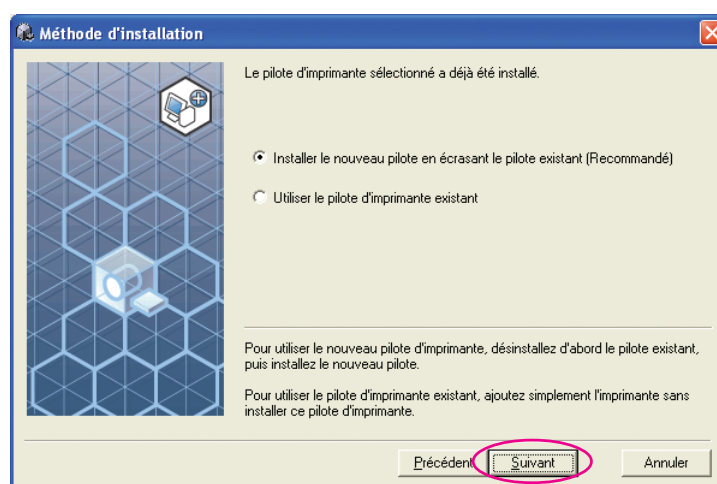 Méthode d'installation
Le pilote d'imprimante sélectionné a déjà été installé.
Installer le nouveau pilote en écrasant le pilote existant (Recommandé)
Utiliser le pilote d'imprimante existant
Pour utiliser le nouveau pilote d'imprimante, désinstallez d'abord le pilote existant,
puis installez le nouveau pilote.
Pour utiliser le pilote d'imprimante existant, ajoutez simplement l'imprimante sans
installer ce pilote d'imprimante.
Précédent Suivant Annuler